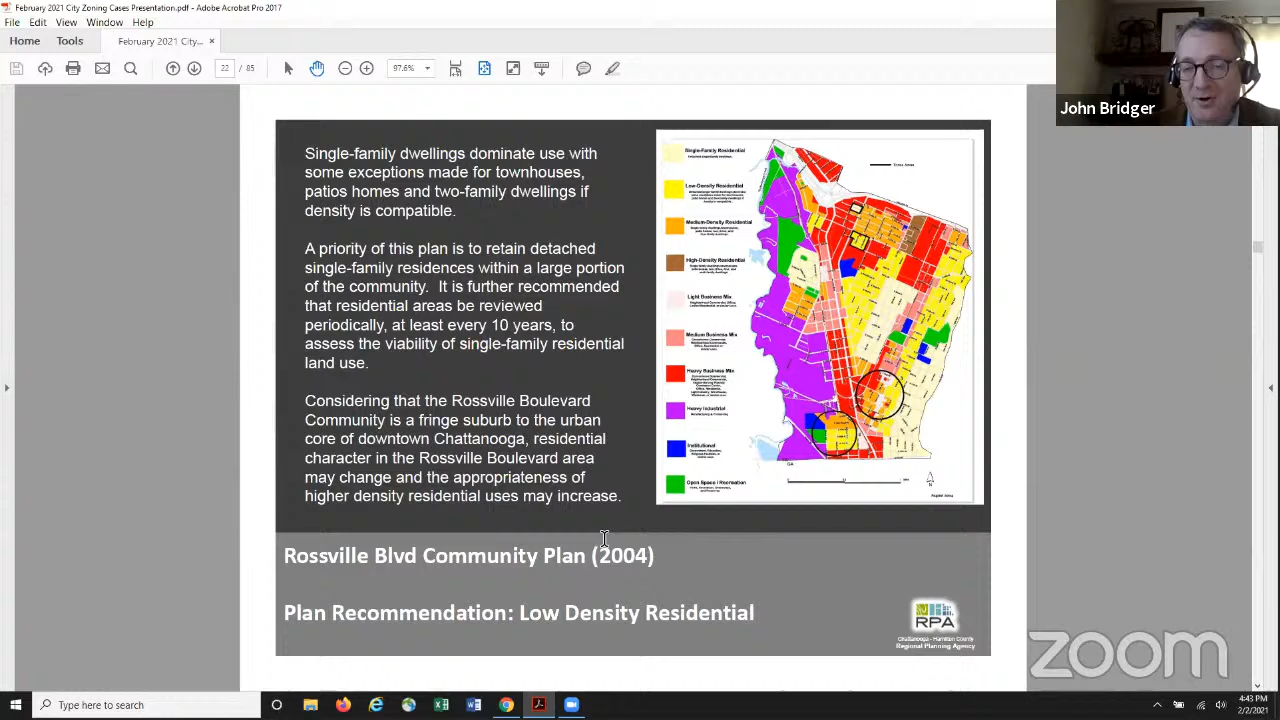 February 2021 City Zoning Cases Presentation.pdf - Adobe Acrobat Pro 2017
File Edit View Window Help
Home Tools February 2021 City... ×
22 / 85 97.6%
John Bridger
Single-family dwellings dominate use with
some exceptions made for townhouses,
patios homes and two-family dwellings if
density is compatible.
A priority of this plan is to retain detached
single-family residential within a large portion
of the community. It is further recommended
that residential areas be reviewed
periodically, at least every 10 years, to
assess the viability of single-family residential
land use.
Considering that the Rossville Boulevard
Community is a fringe suburb to the urban
core of downtown Chattanooga, residential
character in the Rossville Boulevard area
may change and the appropriateness of
higher density residential uses may increase.
Single-Family Residential
Low-Density Residential
Medium-Density Residential
High-Density Residential
Light Business Mix
Medium Business Mix
Heavy Business Mix
Heavy Industrial
Institutional
Open Space / Recreation
GA
N
Rossville Blvd Community Plan (2004)
Plan Recommendation: Low Density Residential
RPA
Chattanooga - Hamilton County
Regional Planning Agency
zoom
Type here to search
4:43 PM
2/2/2021